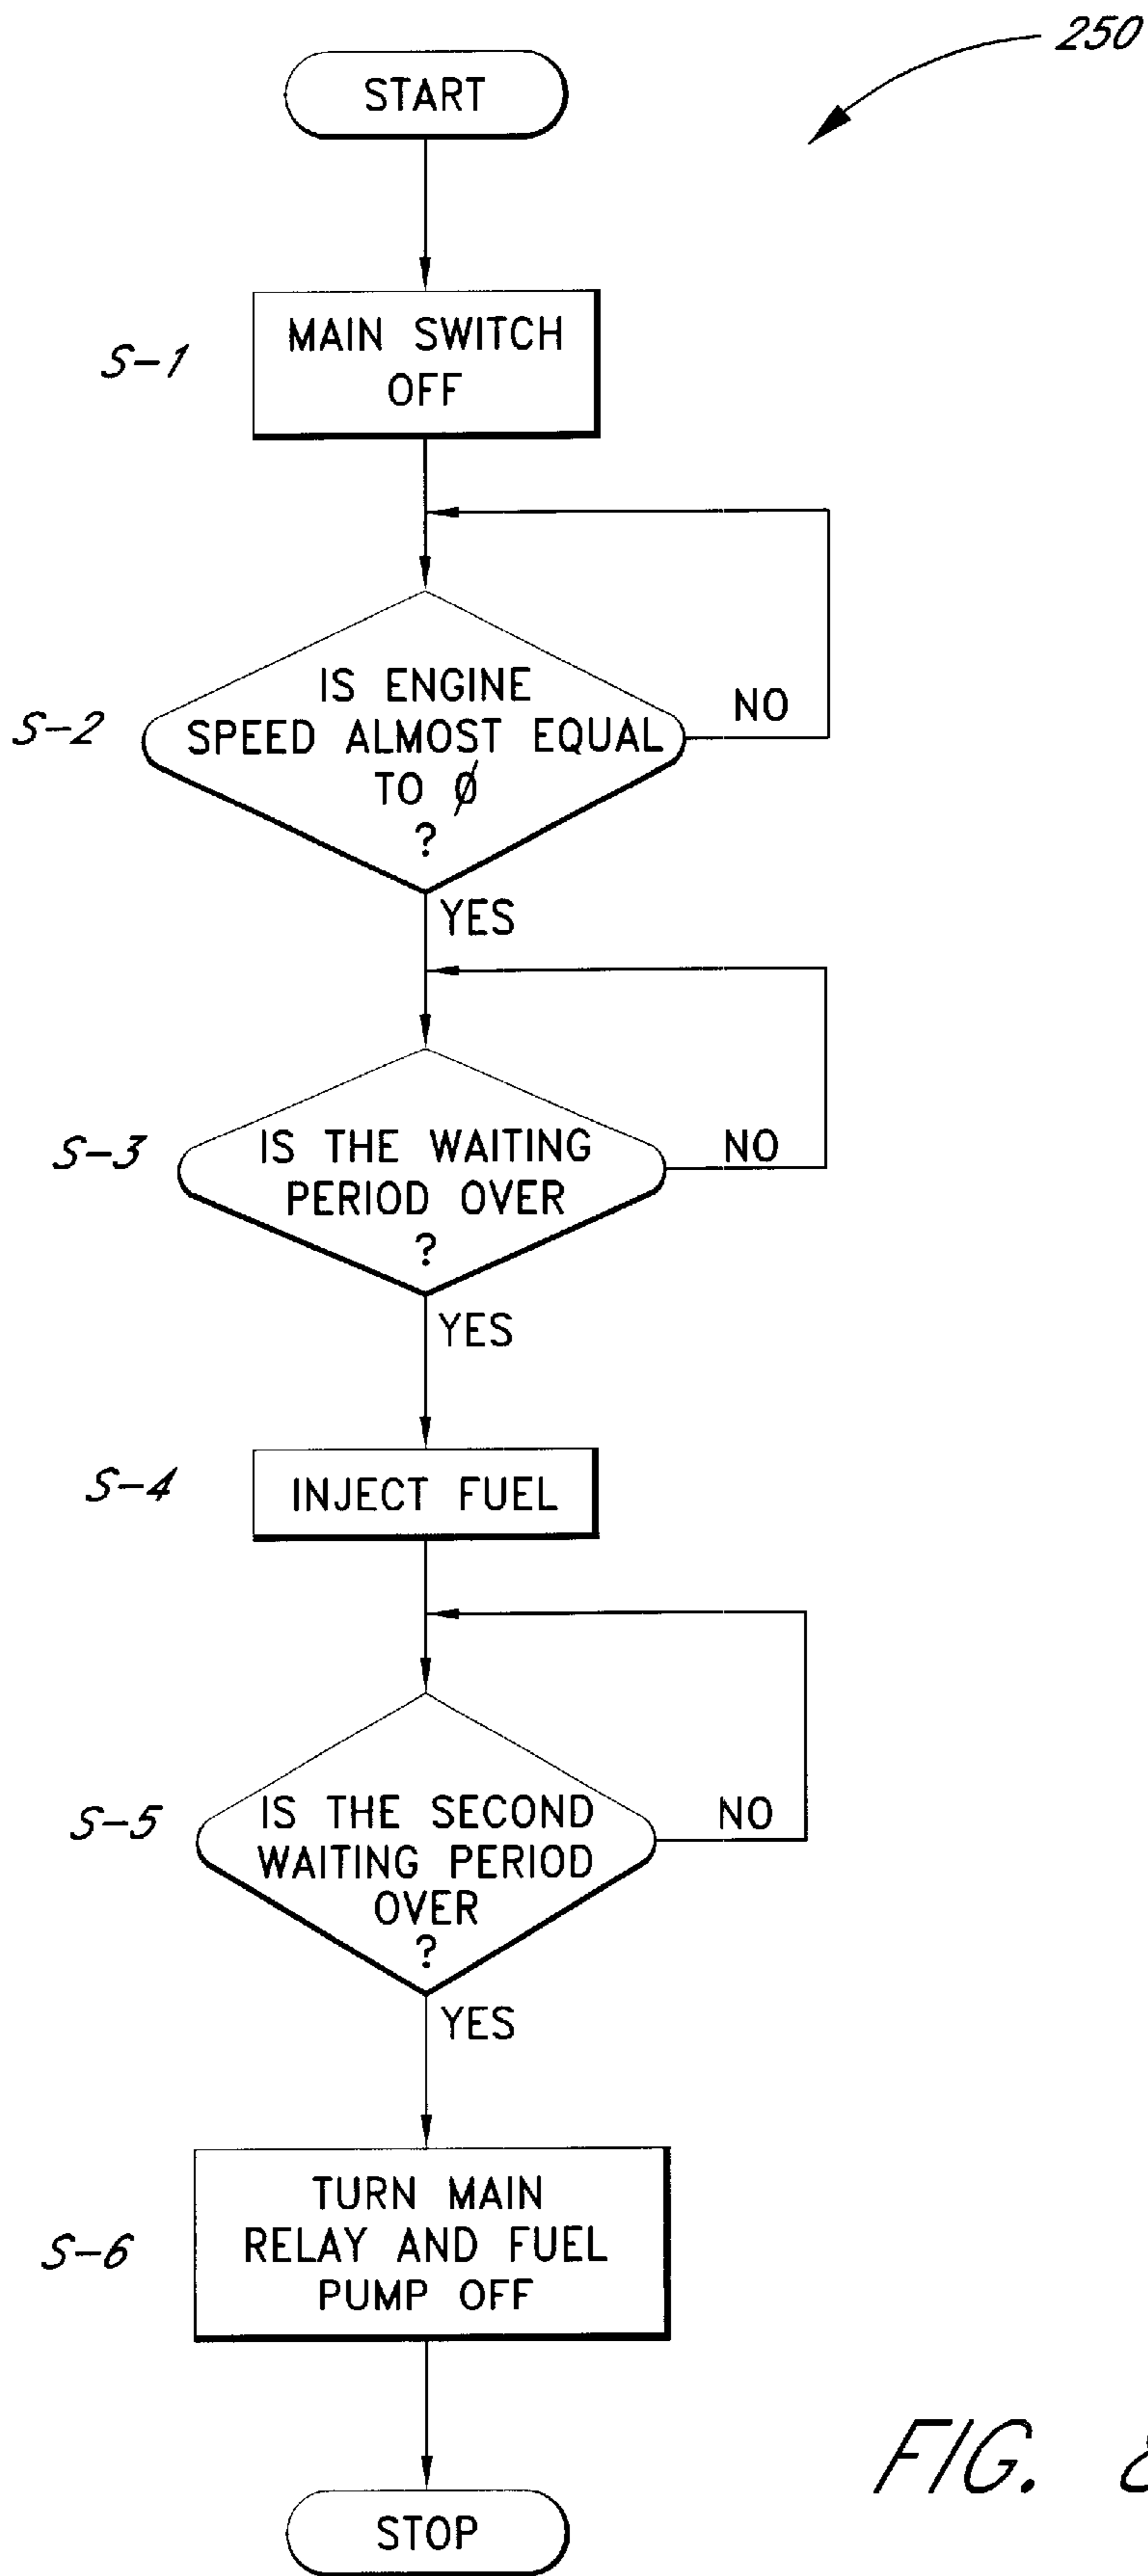 250
START
S-1
MAIN SWITCH
OFF
S-2
IS ENGINE
SPEED ALMOST EQUAL
TO Ø
?
NO
YES
S-3
IS THE WAITING
PERIOD OVER
?
NO
YES
S-4
INJECT FUEL
S-5
IS THE SECOND
WAITING PERIOD
OVER
?
NO
YES
S-6
TURN MAIN
RELAY AND FUEL
PUMP OFF
STOP
FIG.